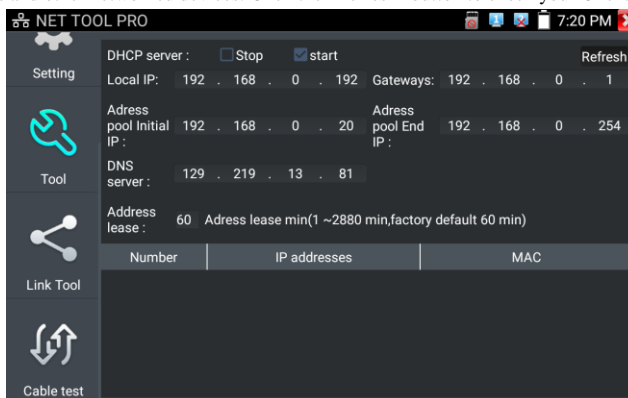 NET TOOL PRO
7:20 PM
Setting
Tool
Link Tool
Cable test
DHCP server : Stop start Refresh
Local IP: 192 . 168 . 0 . 192 Gateways: 192 . 168 . 0 . 1
Adress pool Initial IP : 192 . 168 . 0 . 20 Adress pool End IP : 192 . 168 . 0 . 254
DNS server : 129 . 219 . 13 . 81
Address lease : 60 Adress lease min(1 ~2880 min,factory default 60 min)
Number IP addresses MAC